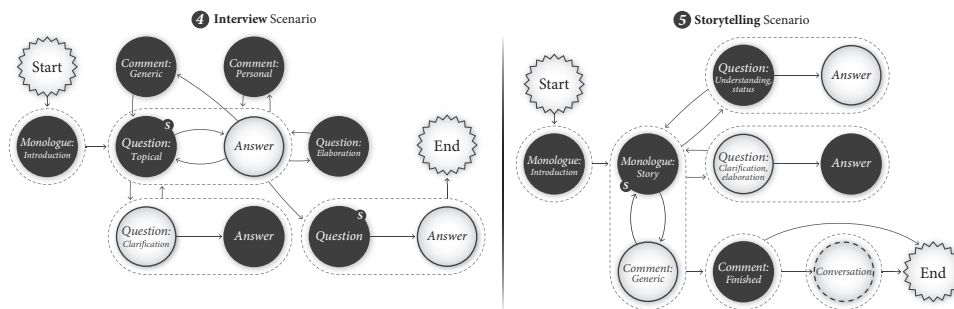 4 Interview Scenario
Start
Comment:
Generic
Comment:
Personal
Monologue:
Introduction
Question:
Topical
S
Answer
Question:
Elaboration
End
Question:
Clarification
Answer
Question
S
Answer
5 Storytelling Scenario
Start
Question:
Understanding,
status
Answer
Monologue:
Introduction
Monologue:
Story
S
Question:
Clarification,
elaboration
Answer
Comment:
Generic
Comment:
Finished
Conversation
End